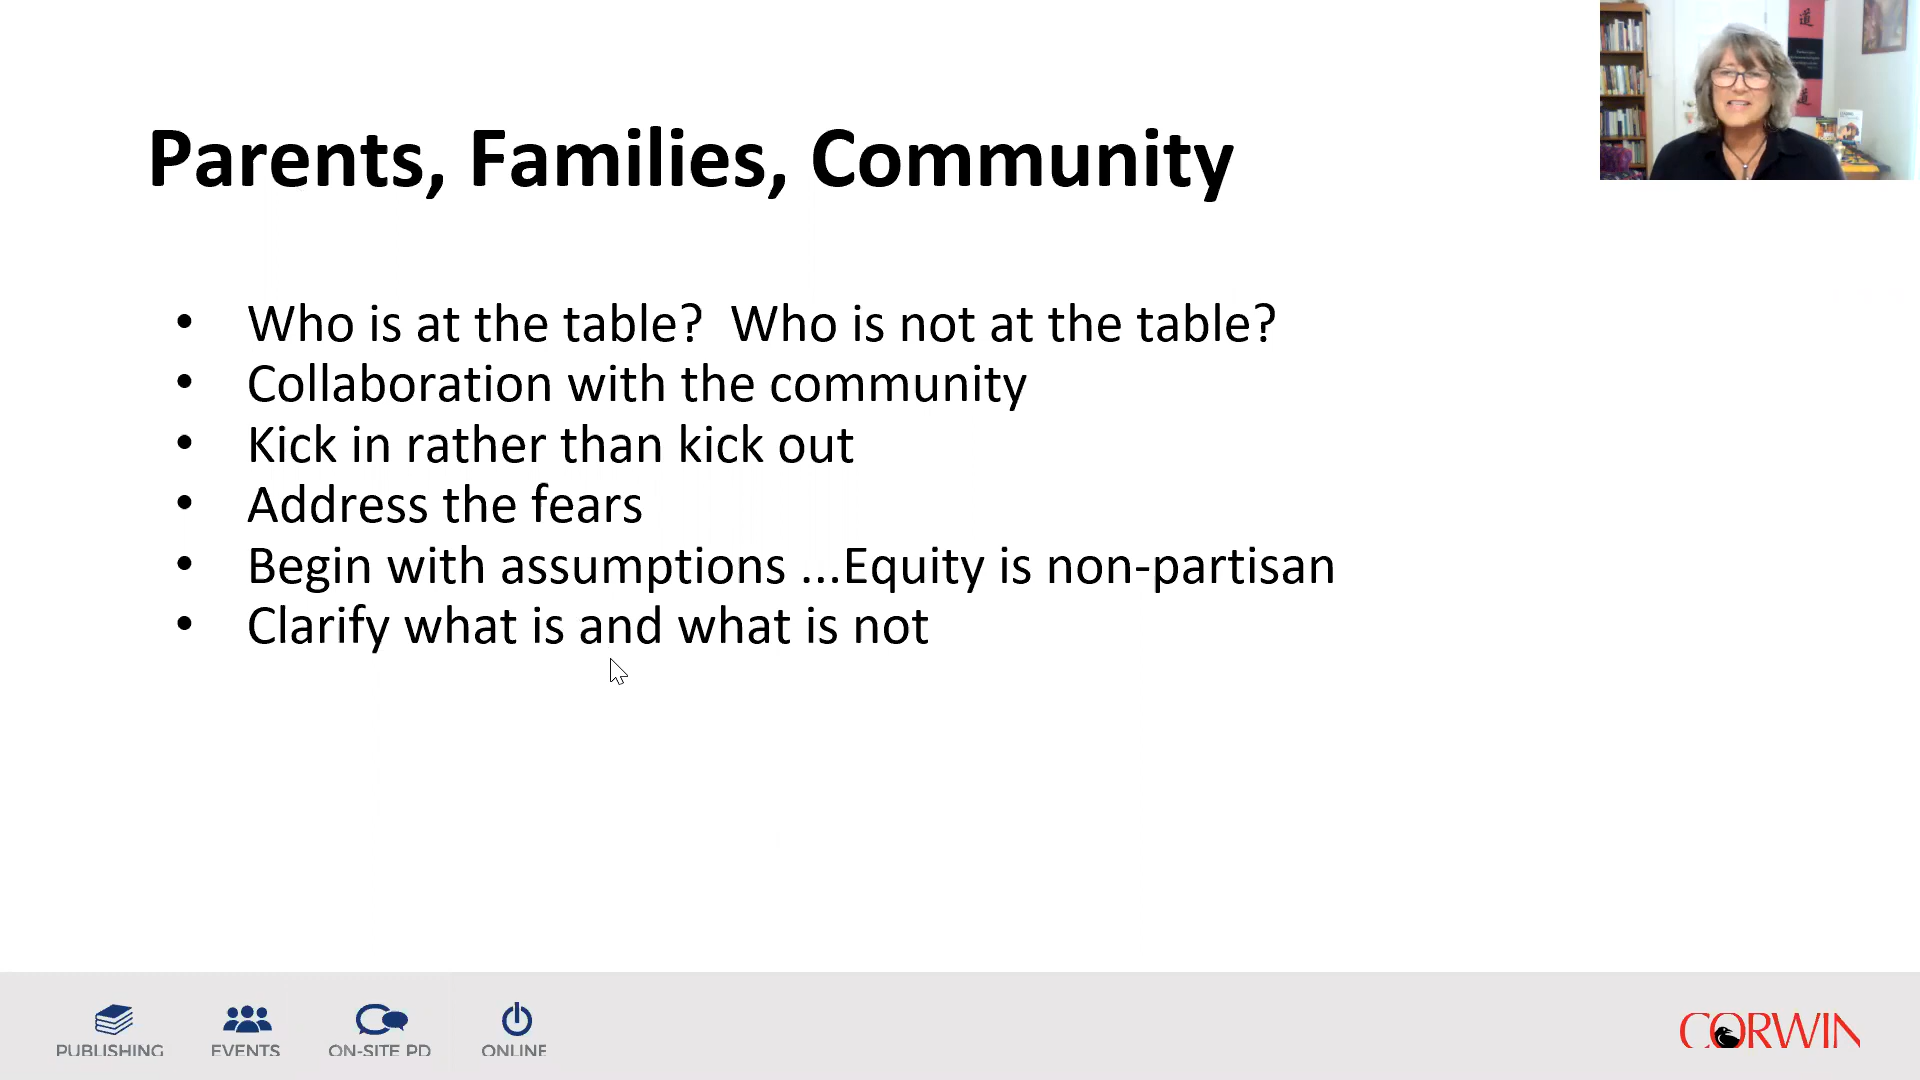 Parents, Families, Community
• Who is at the table?  Who is not at the table?
• Collaboration with the community
• Kick in rather than kick out
• Address the fears
• Begin with assumptions ...Equity is non-partisan
• Clarify what is and what is not
道
道
PUBLISHING
EVENTS
ON-SITE PD
ONLINE
CORWIN